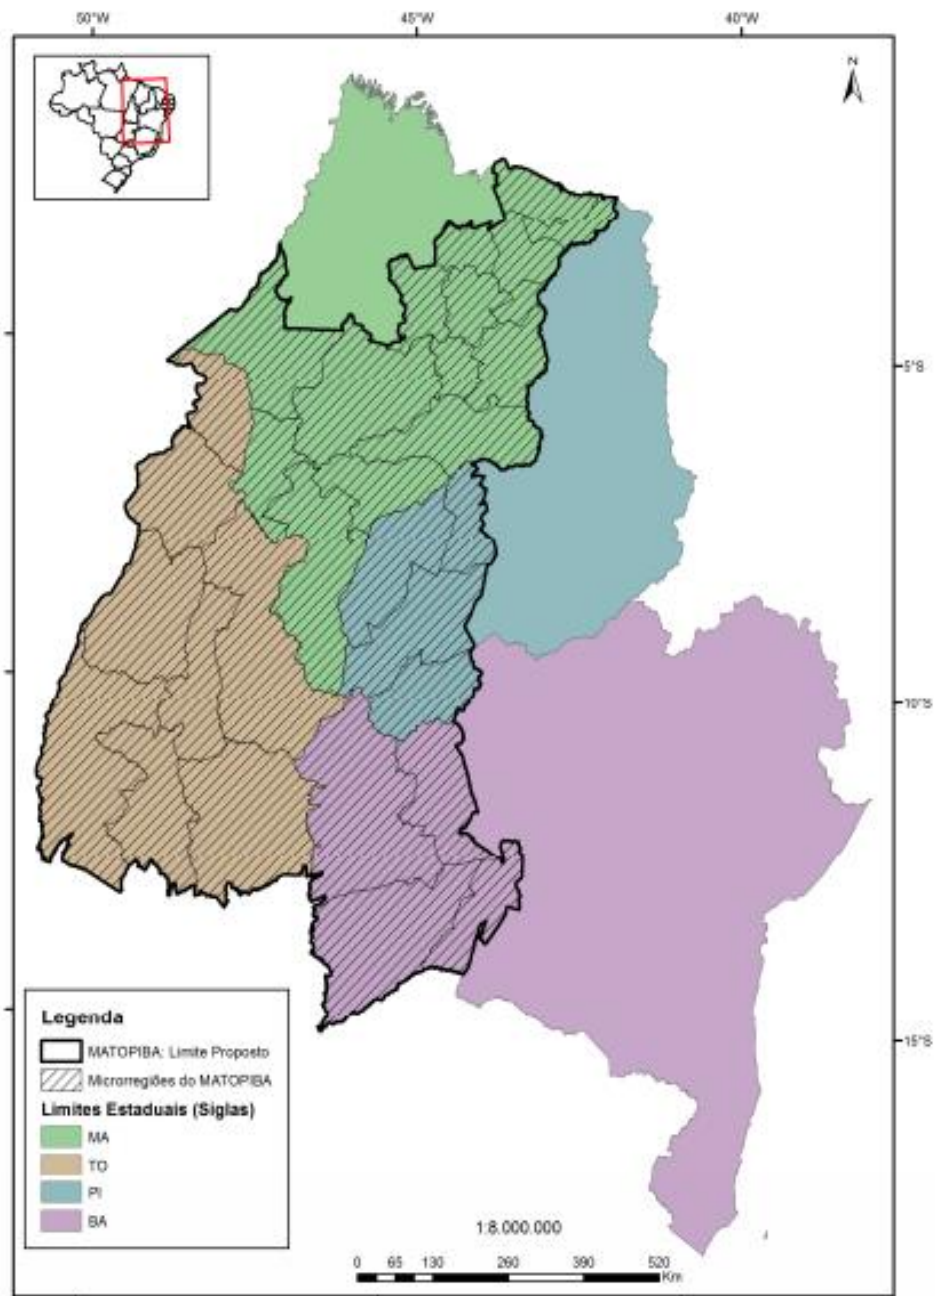 50°W 45°W 40°W
N
5°S
10°S
15°S
Legenda
MATOPIBA: Limite Proposto
Microrregiões do MATOPIBA
Limites Estaduais (Siglas)
MA
TO
PI
BA
1:8.000.000
0 65 130 260 390 520
Km